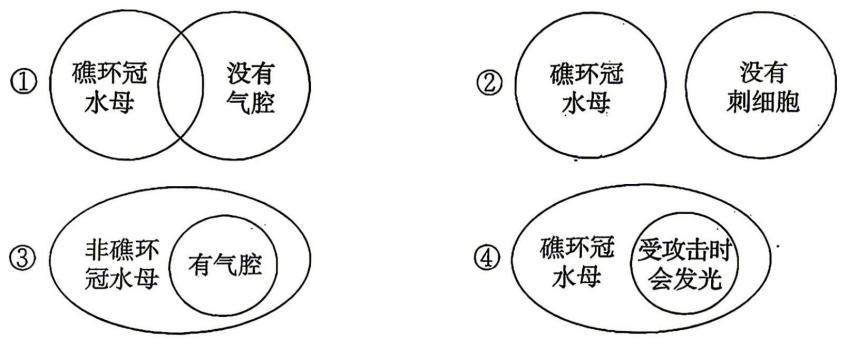 ①
礁环冠
水母
没有
气腔
②
礁环冠
水母
没有
刺细胞
③
非礁环
冠水母
有气腔
④
礁环冠
水母
受攻击时
会发光